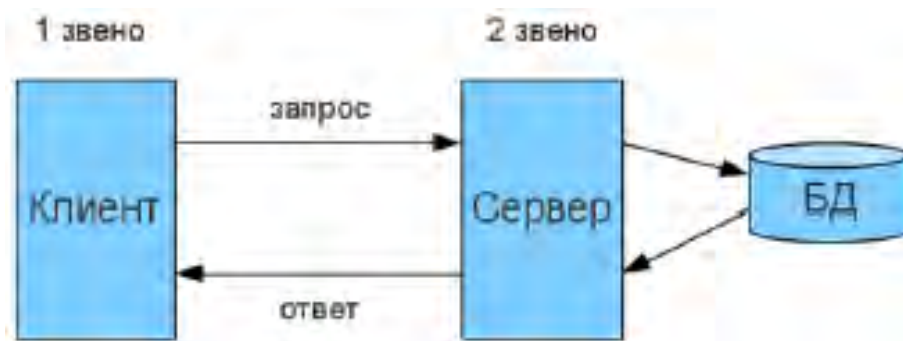 1 звено
2 звено
запрос
Клиент
Сервер
БД
ответ